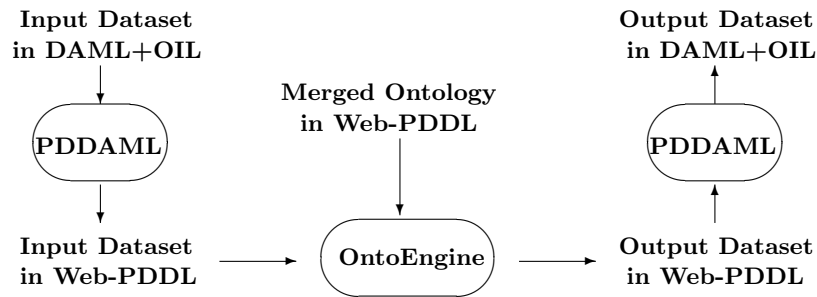 Input Dataset
in DAML+OIL
PDDAML
Input Dataset
in Web-PDDL
Merged Ontology
in Web-PDDL
OntoEngine
Output Dataset
in DAML+OIL
PDDAML
Output Dataset
in Web-PDDL